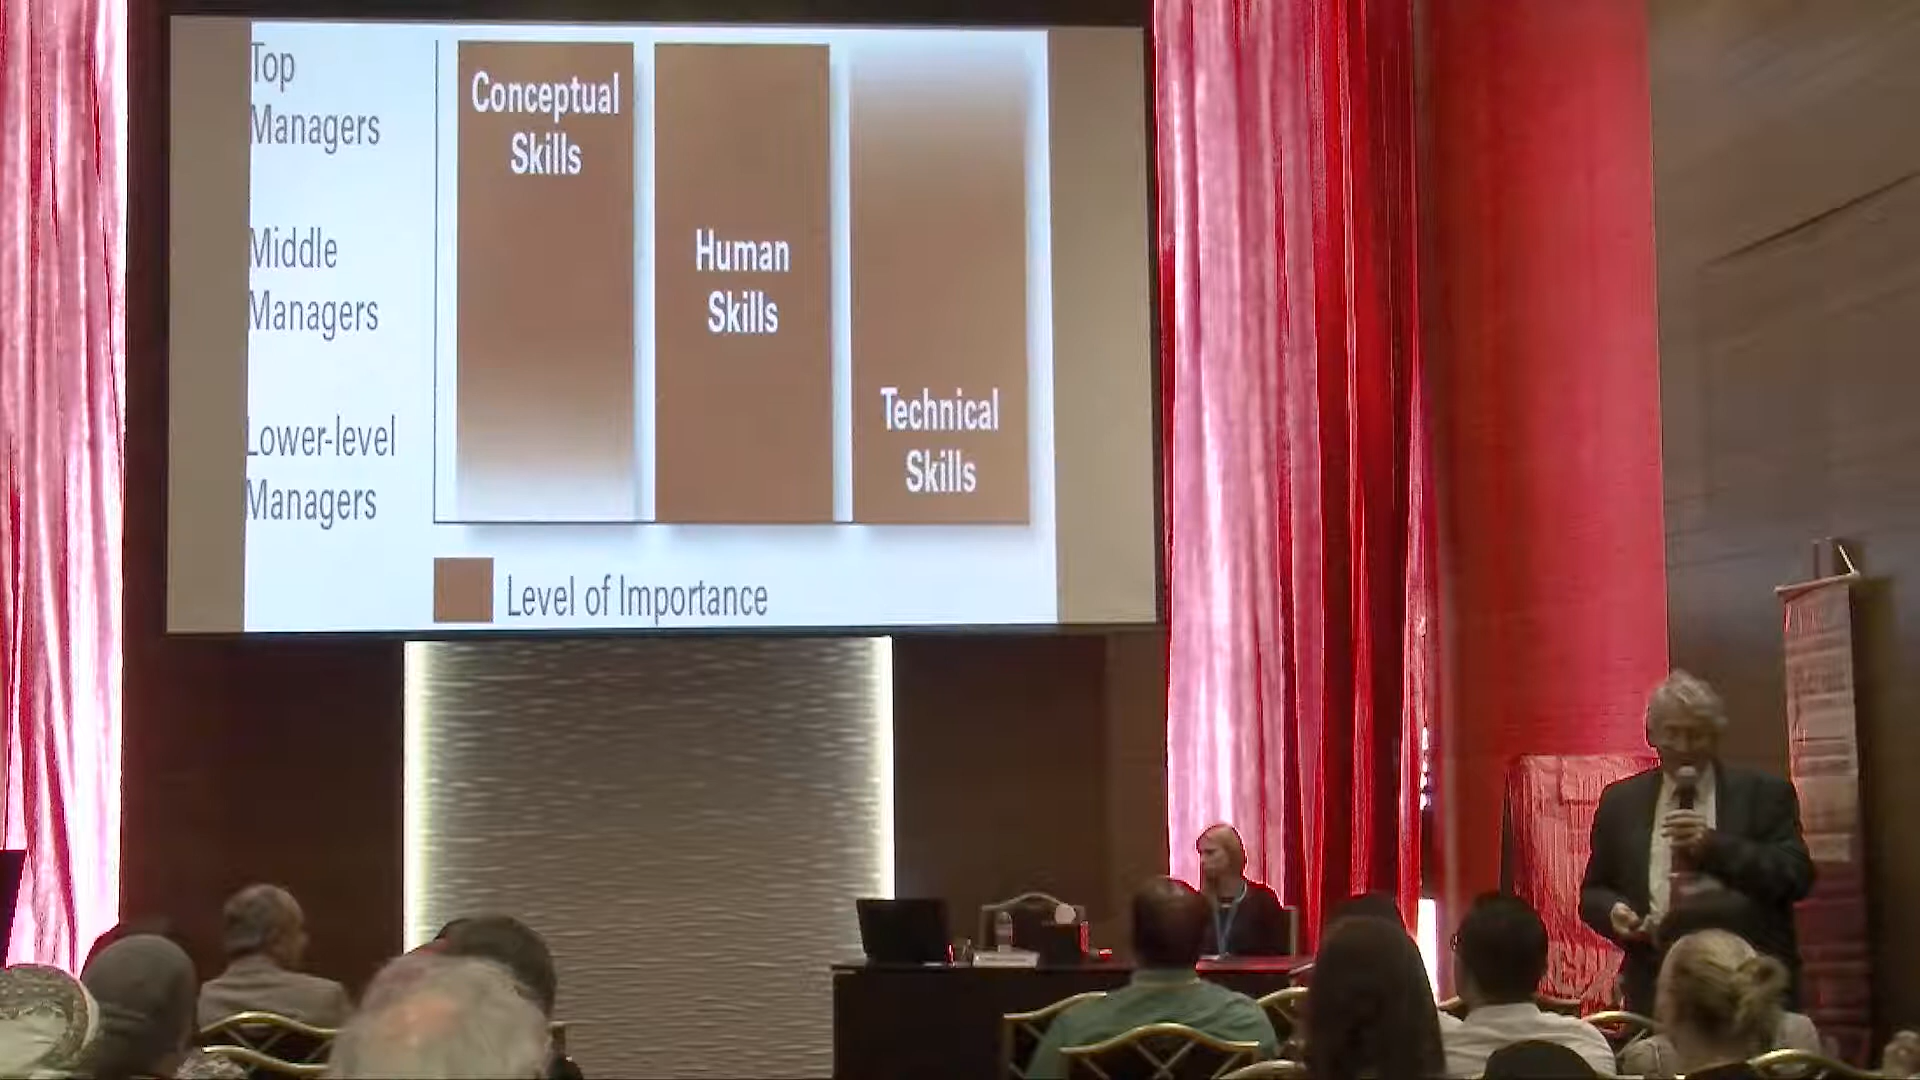 Top
Managers
Conceptual
Skills
Middle
Managers
Human
Skills
Lower-level
Managers
Technical
Skills
Level of Importance